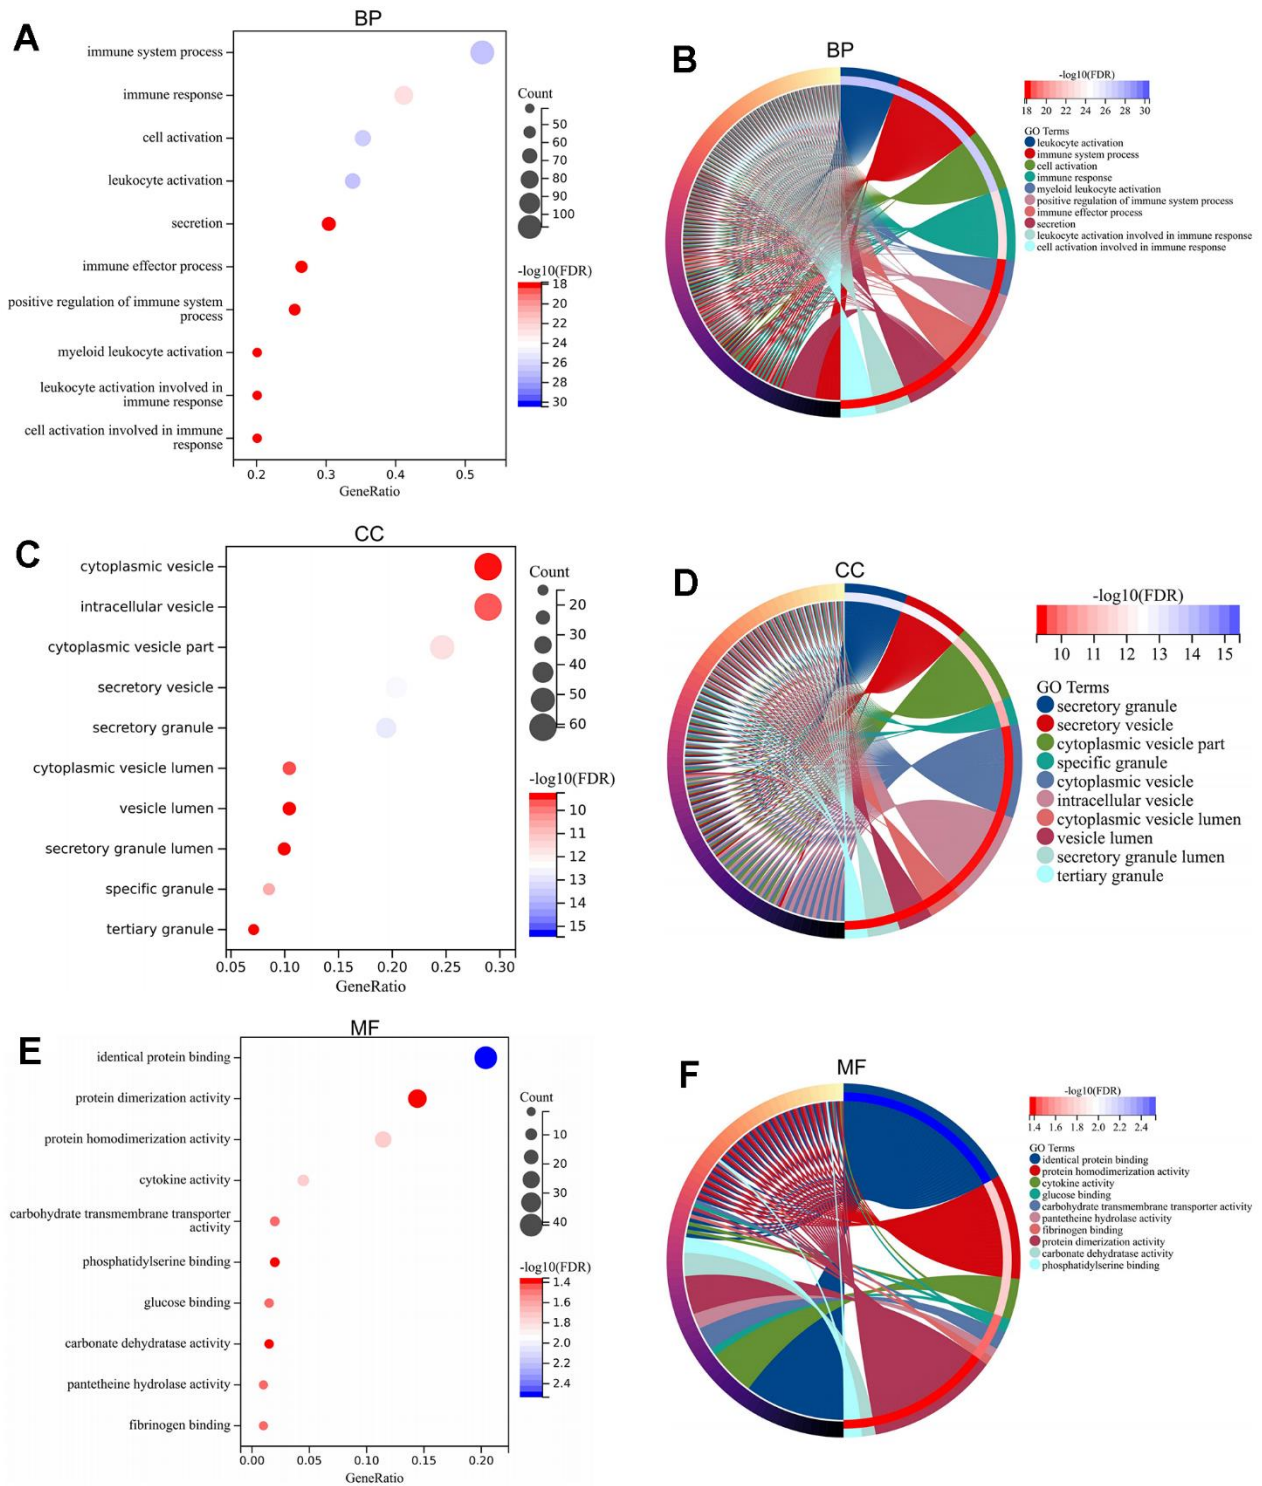 A
BP
immune system process
immune response
cell activation
leukocyte activation
secretion
immune effector process
positive regulation of immune system
process
myeloid leukocyte activation
leukocyte activation involved in
immune response
cell activation involved in immune
response
0.2 0.3 0.4 0.5
GeneRatio
Count
50
60
70
80
90
100
-log10(FDR)
18
20
22
24
26
28
30
B
BP
-log10(FDR)
18 20 22 24 26 28 30
GO Terms
leukocyte activation
immune system process
cell activation
immune response
myeloid leukocyte activation
positive regulation of immune system process
immune effector process
secretion
leukocyte activation involved in immune response
cell activation involved in immune response
C
CC
cytoplasmic vesicle
intracellular vesicle
cytoplasmic vesicle part
secretory vesicle
secretory granule
cytoplasmic vesicle lumen
vesicle lumen
secretory granule lumen
specific granule
tertiary granule
0.05 0.10 0.15 0.20 0.25 0.30
GeneRatio
Count
20
30
40
50
60
-log10(FDR)
10
11
12
13
14
15
D
CC
-log10(FDR)
10 11 12 13 14 15
GO Terms
secretory granule
secretory vesicle
cytoplasmic vesicle part
specific granule
cytoplasmic vesicle
intracellular vesicle
cytoplasmic vesicle lumen
vesicle lumen
secretory granule lumen
tertiary granule
E
MF
identical protein binding
protein dimerization activity
protein homodimerization activity
cytokine activity
carbohydrate transmembrane transporter
activity
phosphatidylserine binding
glucose binding
carbonate dehydratase activity
pantetheine hydrolase activity
fibrinogen binding
0.00 0.05 0.10 0.15 0.20
GeneRatio
Count
10
20
30
40
-log10(FDR)
1.4
1.6
1.8
2.0
2.2
2.4
F
MF
-log10(FDR)
1.4 1.6 1.8 2.0 2.2 2.4
GO Terms
identical protein binding
protein homodimerization activity
cytokine activity
glucose binding
carbohydrate transmembrane transporter activity
pantetheine hydrolase activity
fibrinogen binding
protein dimerization activity
carbonate dehydratase activity
phosphatidylserine binding